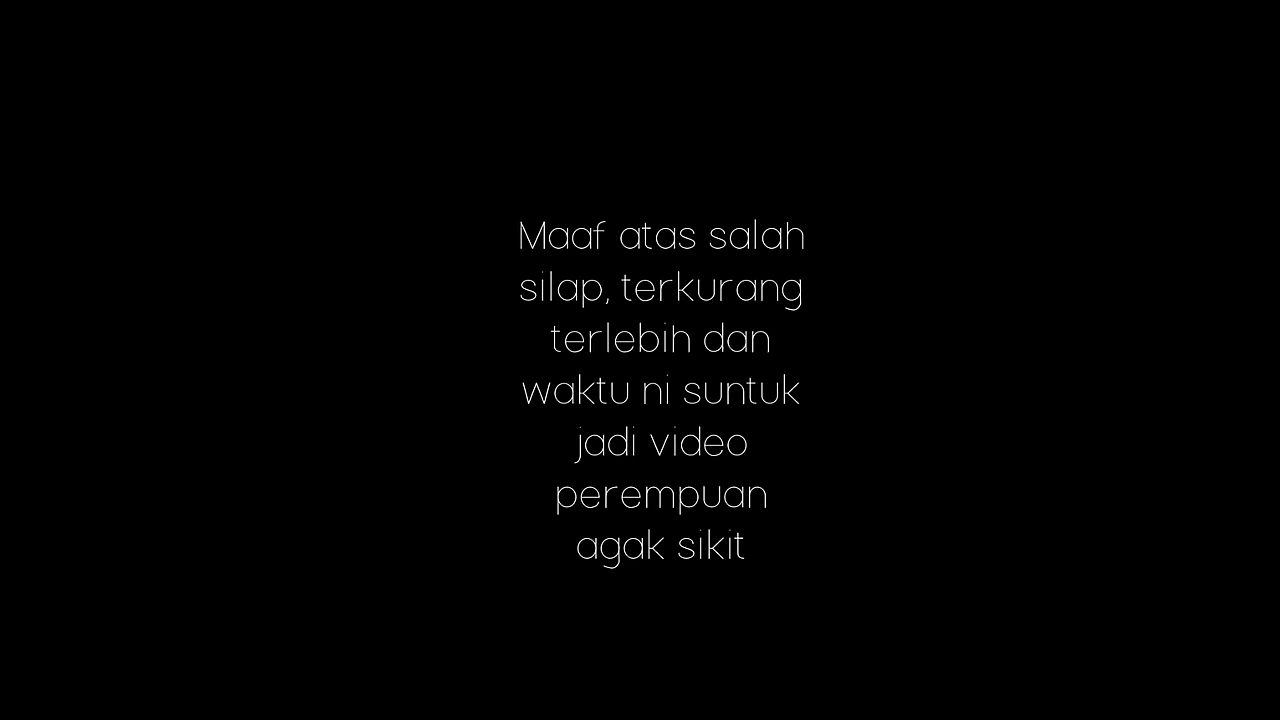 Maaf atas salah
silap, terkurang
terlebih dan
waktu ni suntuk
jadi video
perempuan
agak sikit